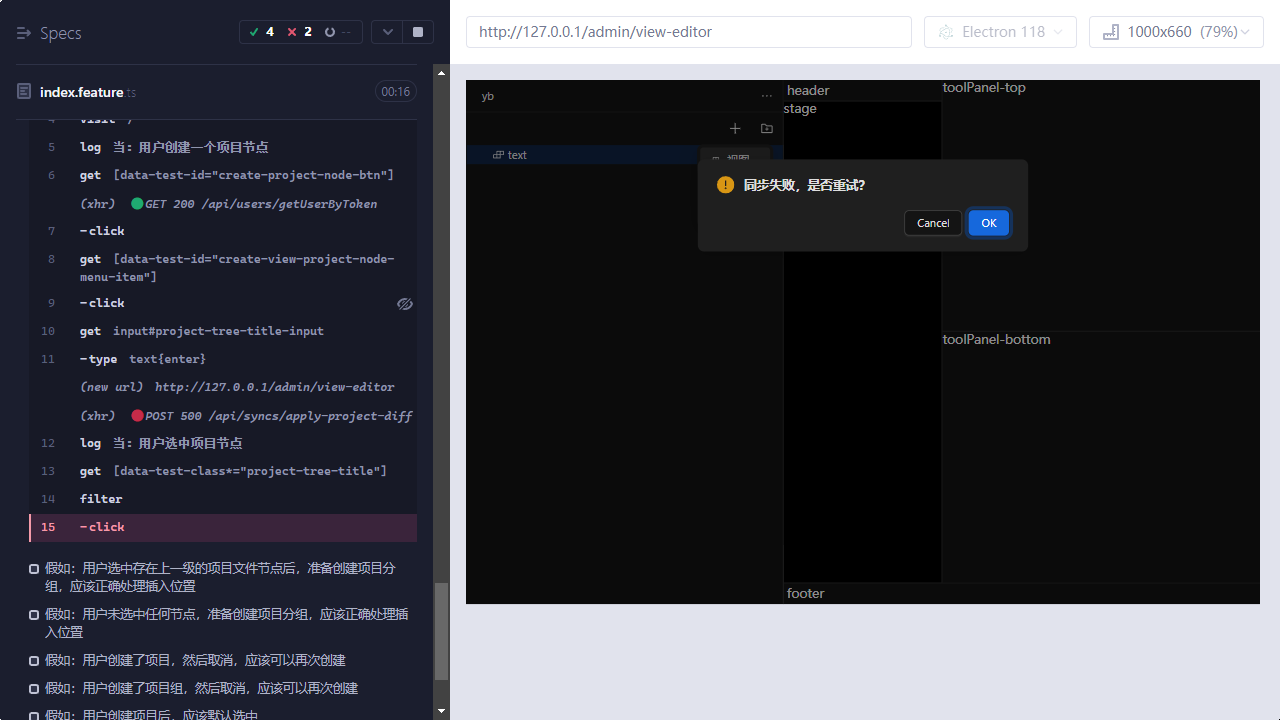 Specs
4
2
--
index.feature.ts
00:16
4 visit /
5 log 当: 用户创建一个项目节点
6 get [data-test-id="create-project-node-btn"]
(xhr) GET 200 /api/users/getUserByToken
7 -click
8 get [data-test-id="create-view-project-node-
menu-item"]
9 -click
10 get input#project-tree-title-input
11 -type text{enter}
(new url) http://127.0.0.1/admin/view-editor
(xhr) POST 500 /api/syncs/apply-project-diff
12 log 当: 用户选中项目节点
13 get [data-test-class*="project-tree-title"]
14 filter
15 -click
假如: 用户选中存在上一级的项目文件节点后，准备创建项目分
组，应该正确处理插入位置
假如: 用户未选中任何节点，准备创建项目分组，应该正确处理插
入位置
假如: 用户创建了项目，然后取消，应该可以再次创建
假如: 用户创建了项目组，然后取消，应该可以再次创建
假如: 用户创建项目后，应该默认选中
http://127.0.0.1/admin/view-editor
Electron 118
1000x660 (79%)
yb
...
header
toolPanel-top
stage
text
视图
同步失败，是否重试?
Cancel
OK
toolPanel-bottom
footer